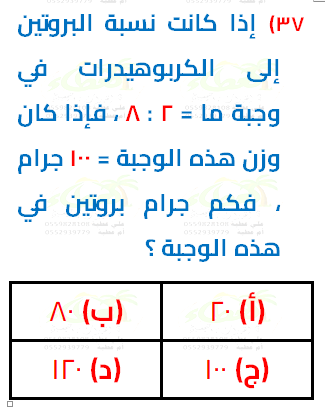 ٣٧) إذا كانت نسبة البروتين
إلى الكربوهيدرات في
وجبة ما = ٢ : ٨ ، فإذا كان
وزن هذه الوجبة = ١٠٠ جرام
، فكم جرام بروتين في
هذه الوجبة ؟
(أ) ٢٠ (ب) ٨٠
(ج) ١٠٠ (د) ١٢٠